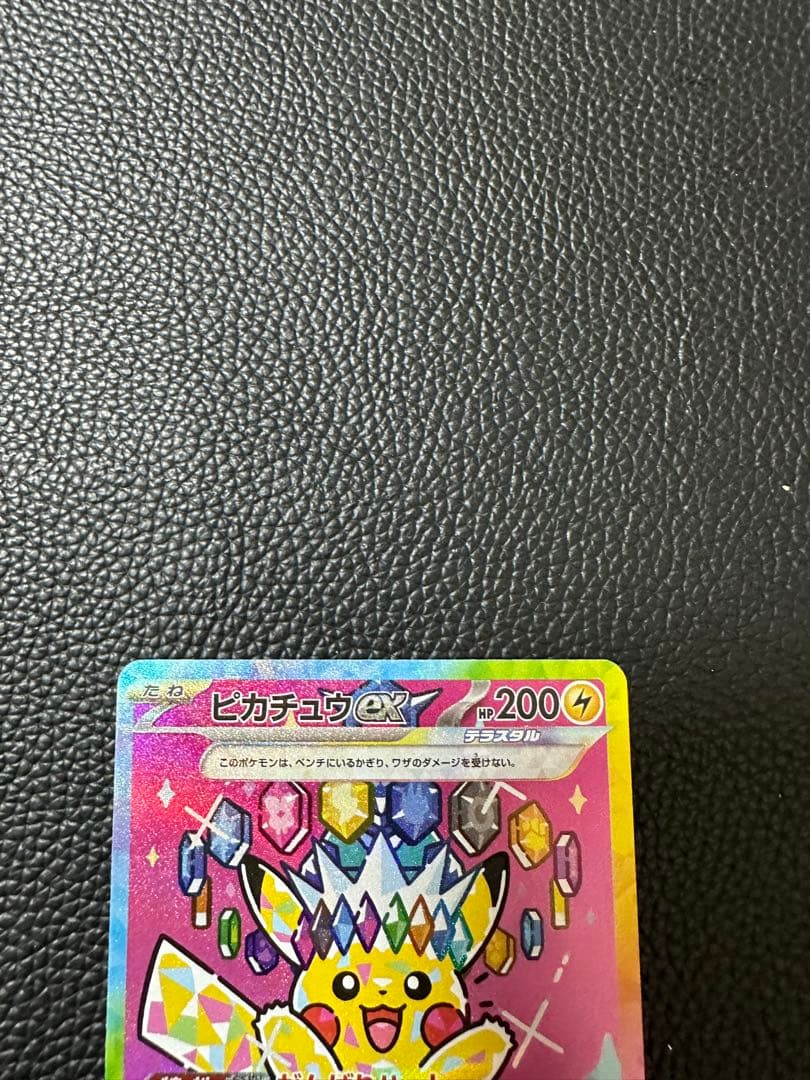 たね ピカチュウex HP200
テラスタル
このポケモンは、ベンチにいるかぎり、ワザのダメージを受けない。